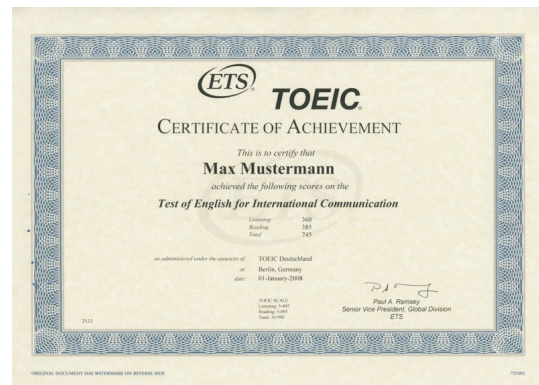 ETS
TOEIC
CERTIFICATE OF ACHIEVEMENT
This is to certify that
Max Mustermann
achieved the following scores on the
Test of English for International Communication
Listening 360
Reading 385
Total 745
as administered under the auspices of: TOEIC Deutschland
at: Berlin, Germany
date: 01-January-2008
TOEIC SCALE
Listening 5-495
Reading 5-495
Total 10-990
Paul A. Ramsey
Senior Vice President, Global Division
ETS
2151
ORIGINAL DOCUMENT HAS WATERMARK ON REVERSE SIDE